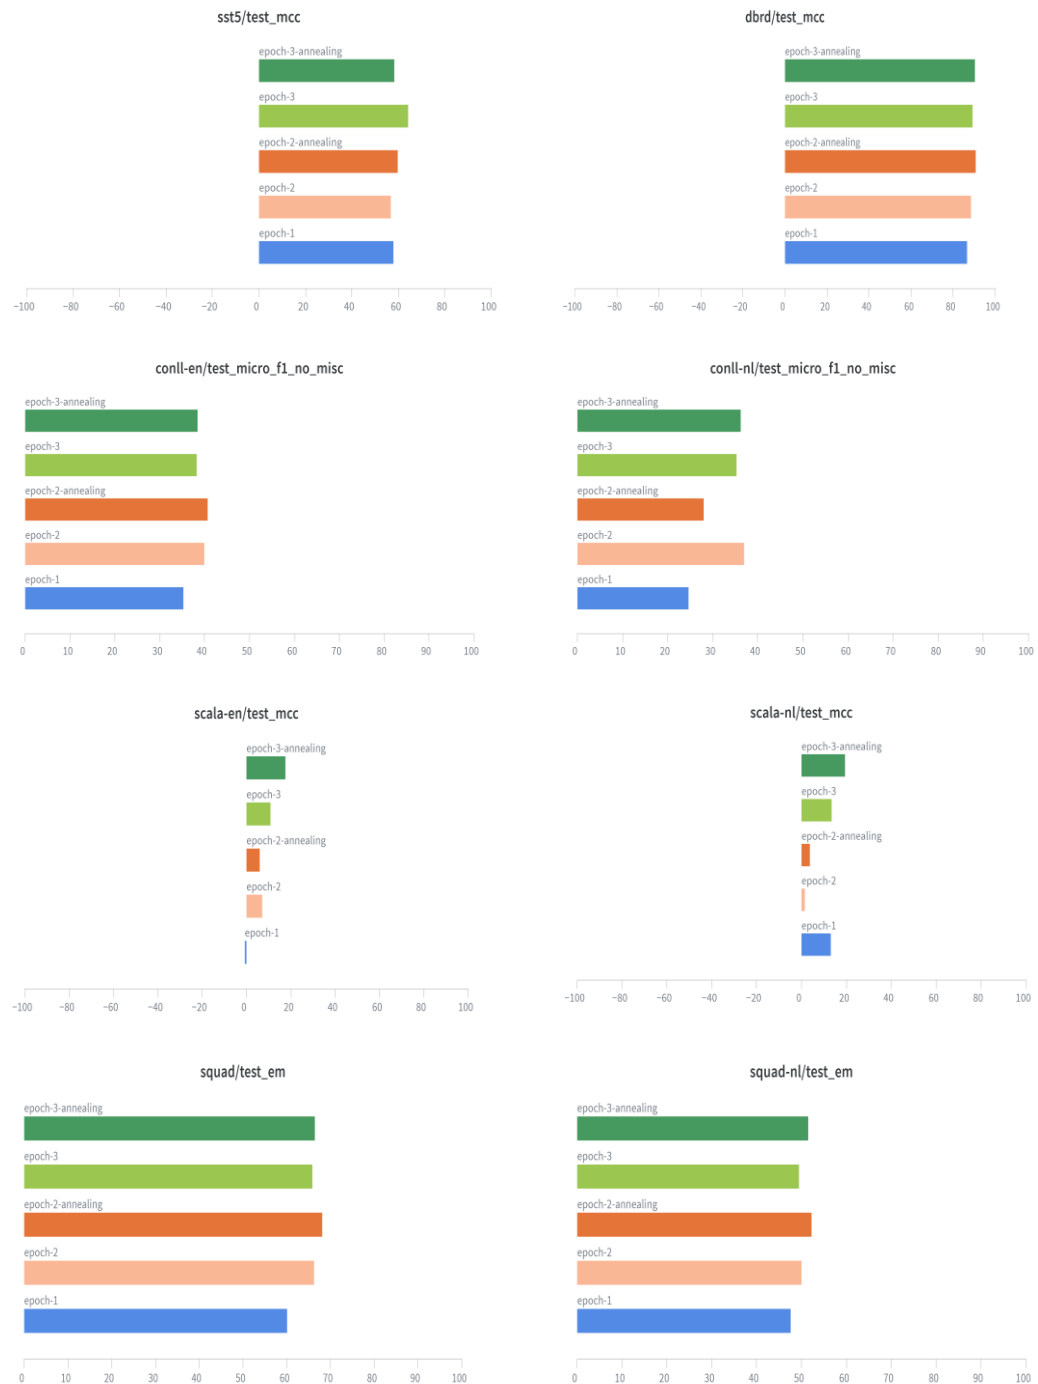 sst5/test_mcc
epoch-3-annealing
epoch-3
epoch-2-annealing
epoch-2
epoch-1
−100 −80 −60 −40 −20 0 20 40 60 80 100
dbrd/test_mcc
epoch-3-annealing
epoch-3
epoch-2-annealing
epoch-2
epoch-1
−100 −80 −60 −40 −20 0 20 40 60 80 100
conll-en/test_micro_f1_no_misc
epoch-3-annealing
epoch-3
epoch-2-annealing
epoch-2
epoch-1
0 10 20 30 40 50 60 70 80 90 100
conll-nl/test_micro_f1_no_misc
epoch-3-annealing
epoch-3
epoch-2-annealing
epoch-2
epoch-1
0 10 20 30 40 50 60 70 80 90 100
scala-en/test_mcc
epoch-3-annealing
epoch-3
epoch-2-annealing
epoch-2
epoch-1
−100 −80 −60 −40 −20 0 20 40 60 80 100
scala-nl/test_mcc
epoch-3-annealing
epoch-3
epoch-2-annealing
epoch-2
epoch-1
−100 −80 −60 −40 −20 0 20 40 60 80 100
squad/test_em
epoch-3-annealing
epoch-3
epoch-2-annealing
epoch-2
epoch-1
0 10 20 30 40 50 60 70 80 90 100
squad-nl/test_em
epoch-3-annealing
epoch-3
epoch-2-annealing
epoch-2
epoch-1
0 10 20 30 40 50 60 70 80 90 100